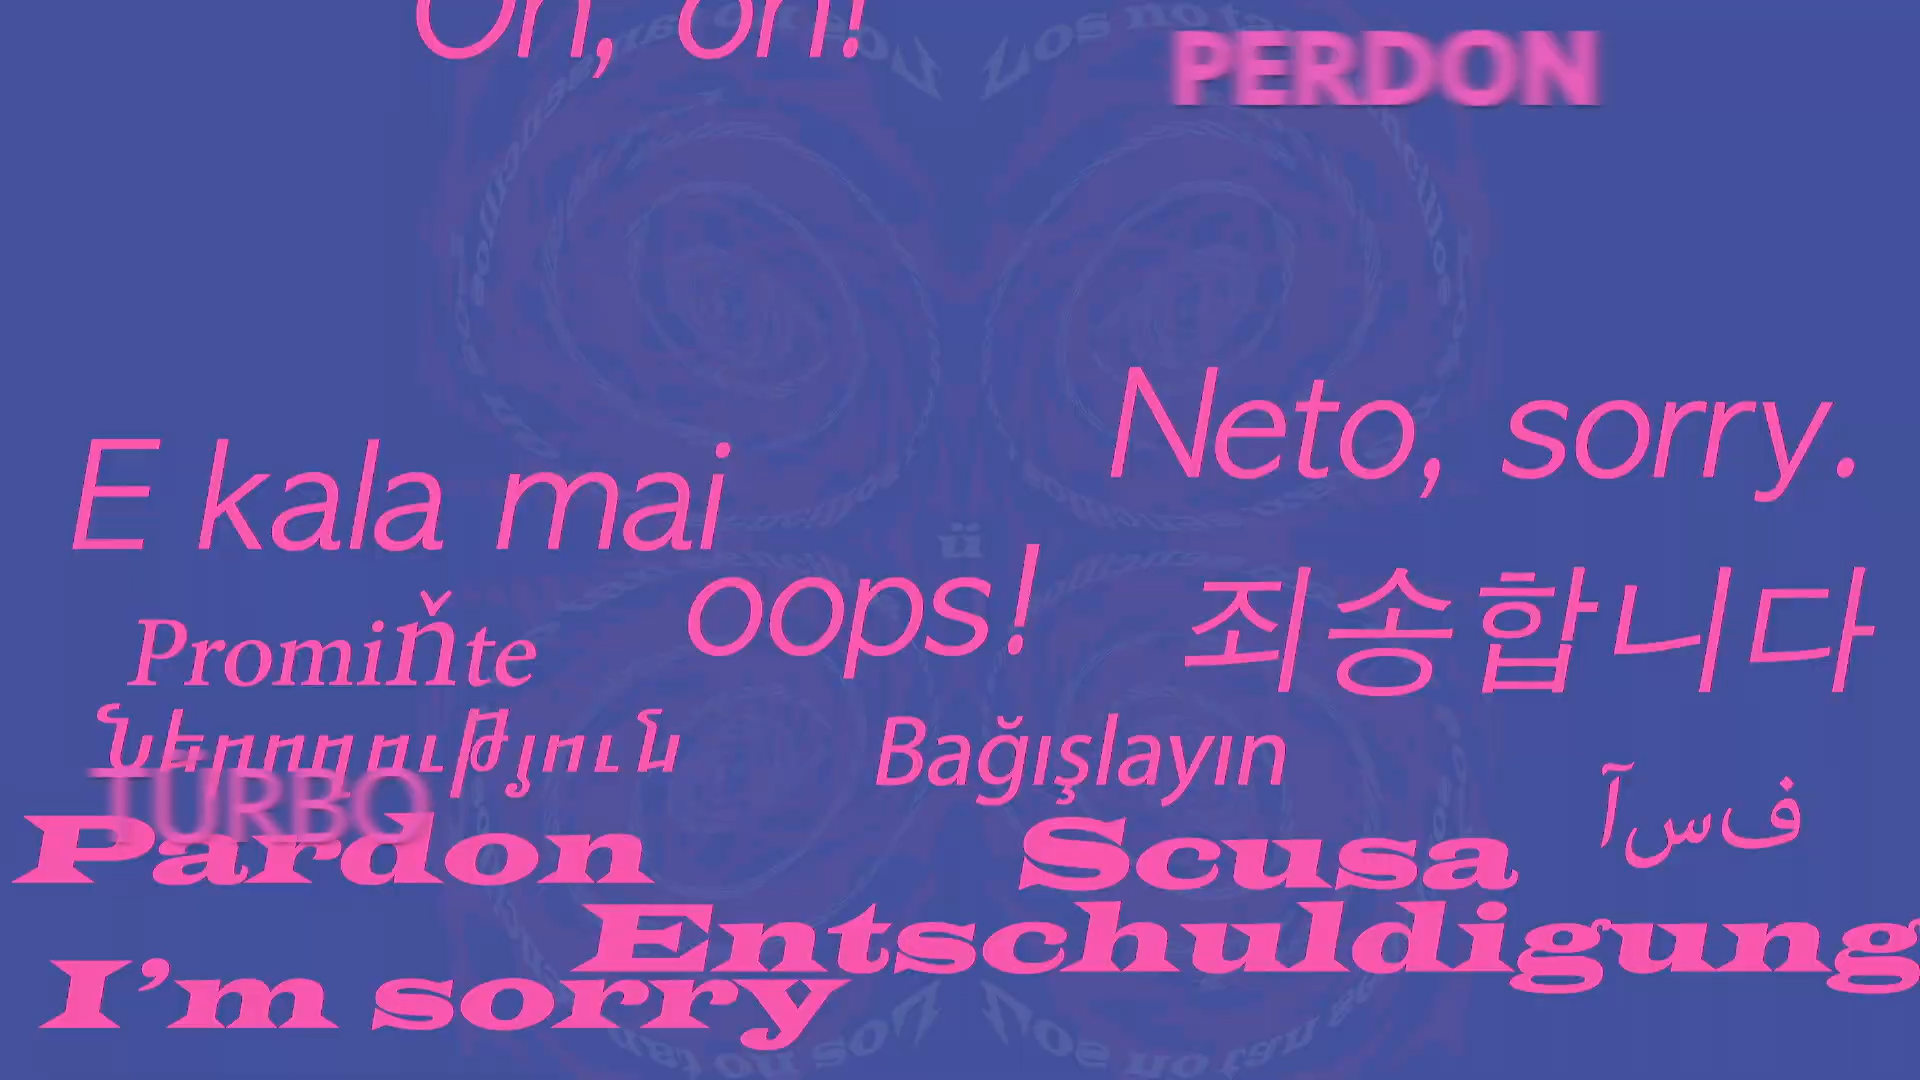 Oh, oh!
PERDON
Neto, sorry.
E kala mai
oops!
죄송합니다
Promiňte
Ներողություն
Bağışlayın
TURBO
آسف
Pardon
Scusa
Entschuldigung
I'm sorry
ü